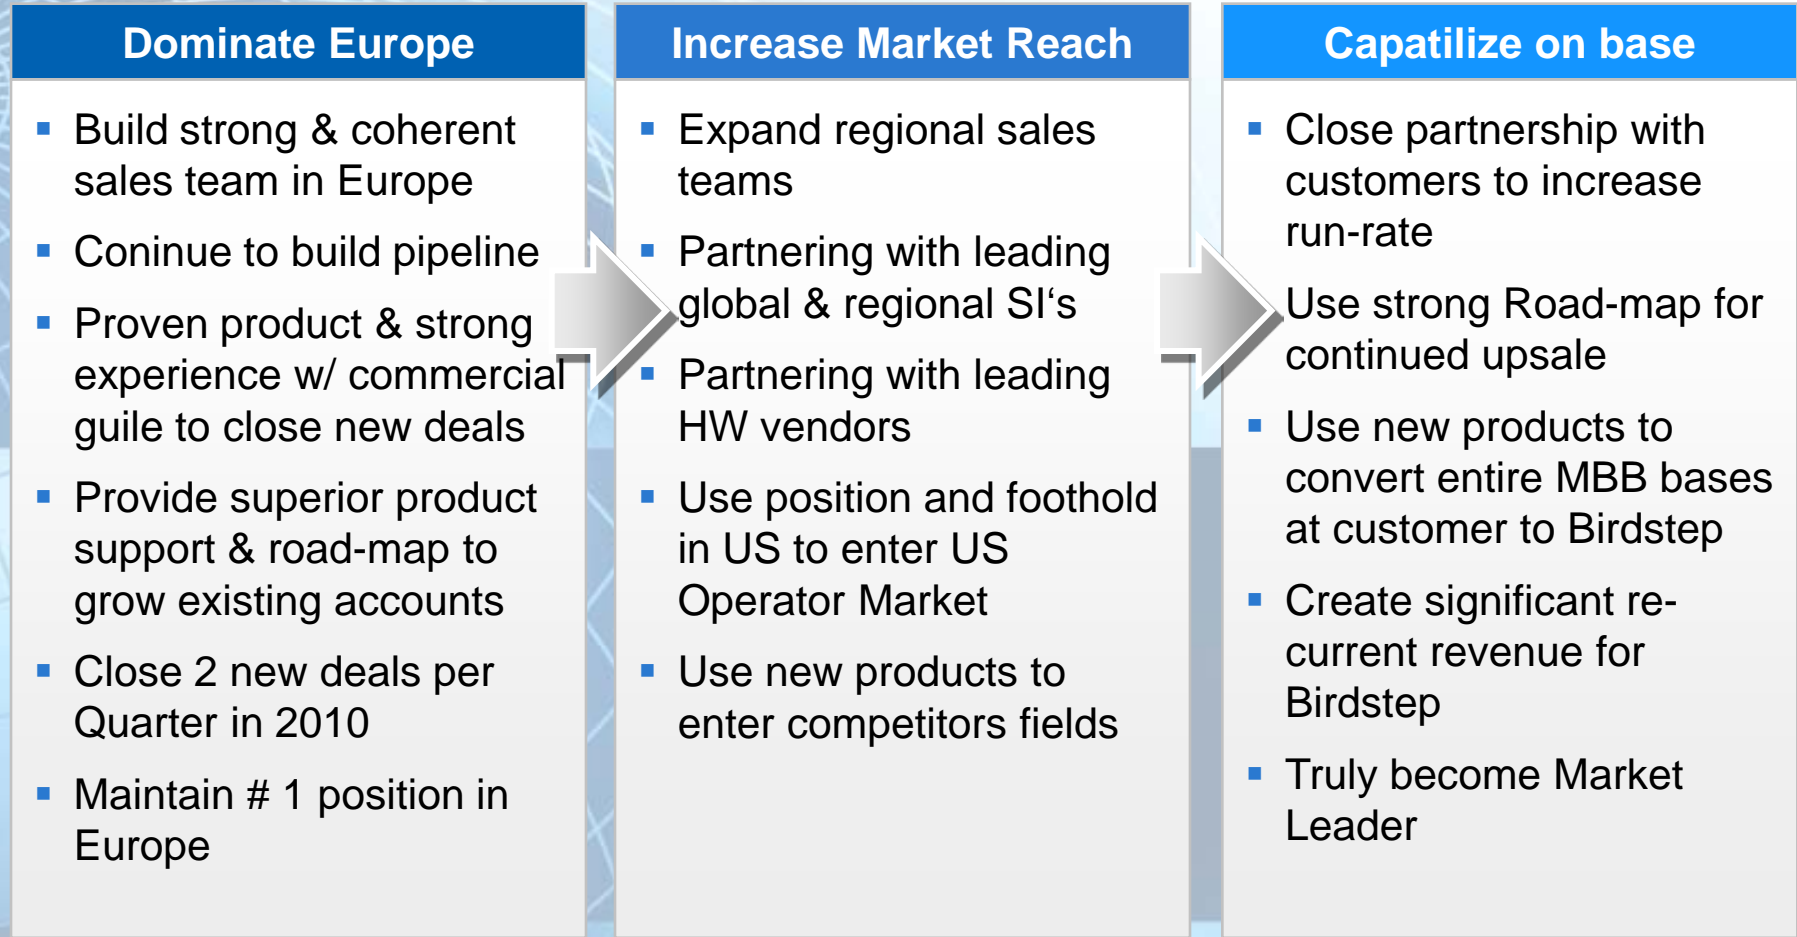 Dominate Europe
▪ Build strong & coherent
sales team in Europe
▪ Coninue to build pipeline
▪ Proven product & strong
experience w/ commercial
guile to close new deals
▪ Provide superior product
support & road-map to
grow existing accounts
▪ Close 2 new deals per
Quarter in 2010
▪ Maintain # 1 position in
Europe
Increase Market Reach
▪ Expand regional sales
teams
▪ Partnering with leading
global & regional SI‘s
▪ Partnering with leading
HW vendors
▪ Use position and foothold
in US to enter US
Operator Market
▪ Use new products to
enter competitors fields
Capatilize on base
▪ Close partnership with
customers to increase
run-rate
Use strong Road-map for
continued upsale
▪ Use new products to
convert entire MBB bases
at customer to Birdstep
▪ Create significant re-
current revenue for
Birdstep
▪ Truly become Market
Leader